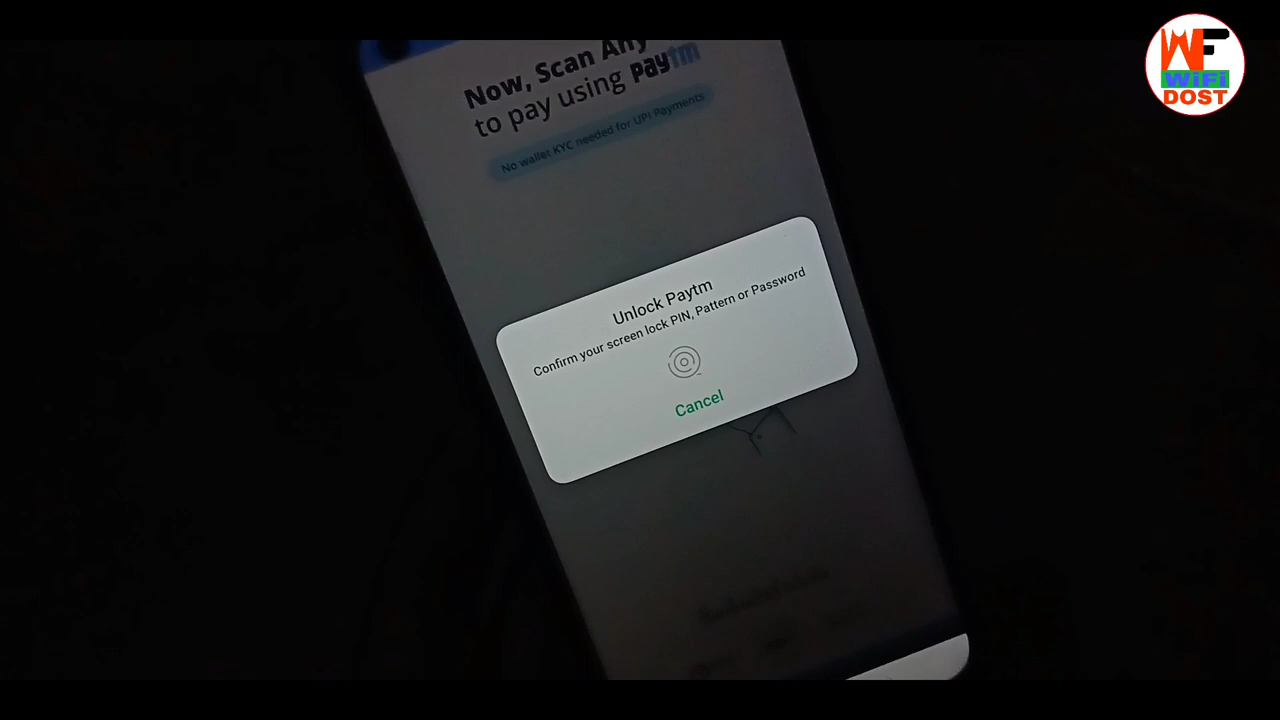 Now, Scan Any
to pay using paytm
No wallet KYC needed for UPI Payments
Unlock Paytm
Confirm your screen lock PIN, Pattern or Password
Cancel
WF
WiFi
DOST